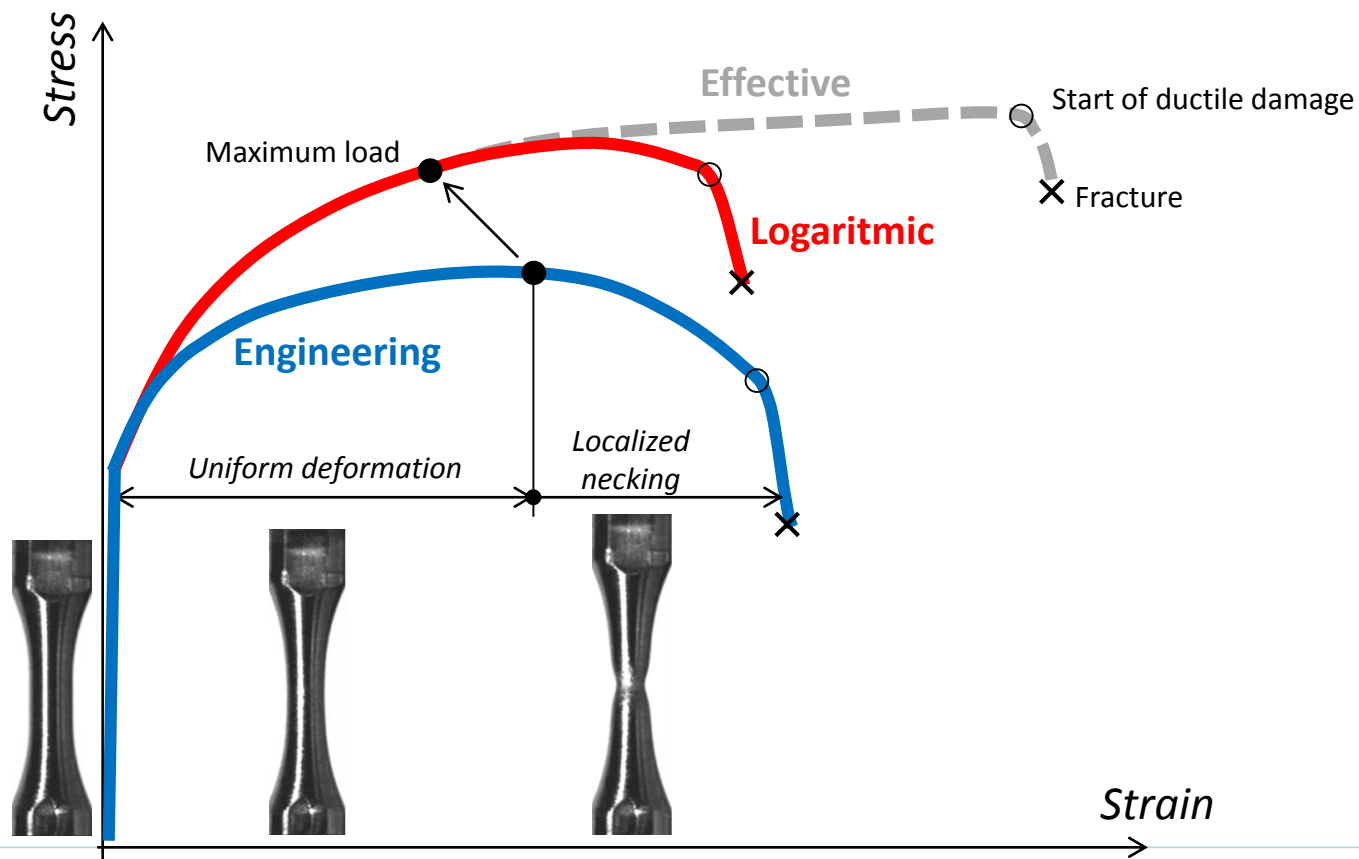 Stress
Effective
Start of ductile damage
Maximum load
Fracture
Logaritmic
Engineering
Uniform deformation
Localized
necking
Strain